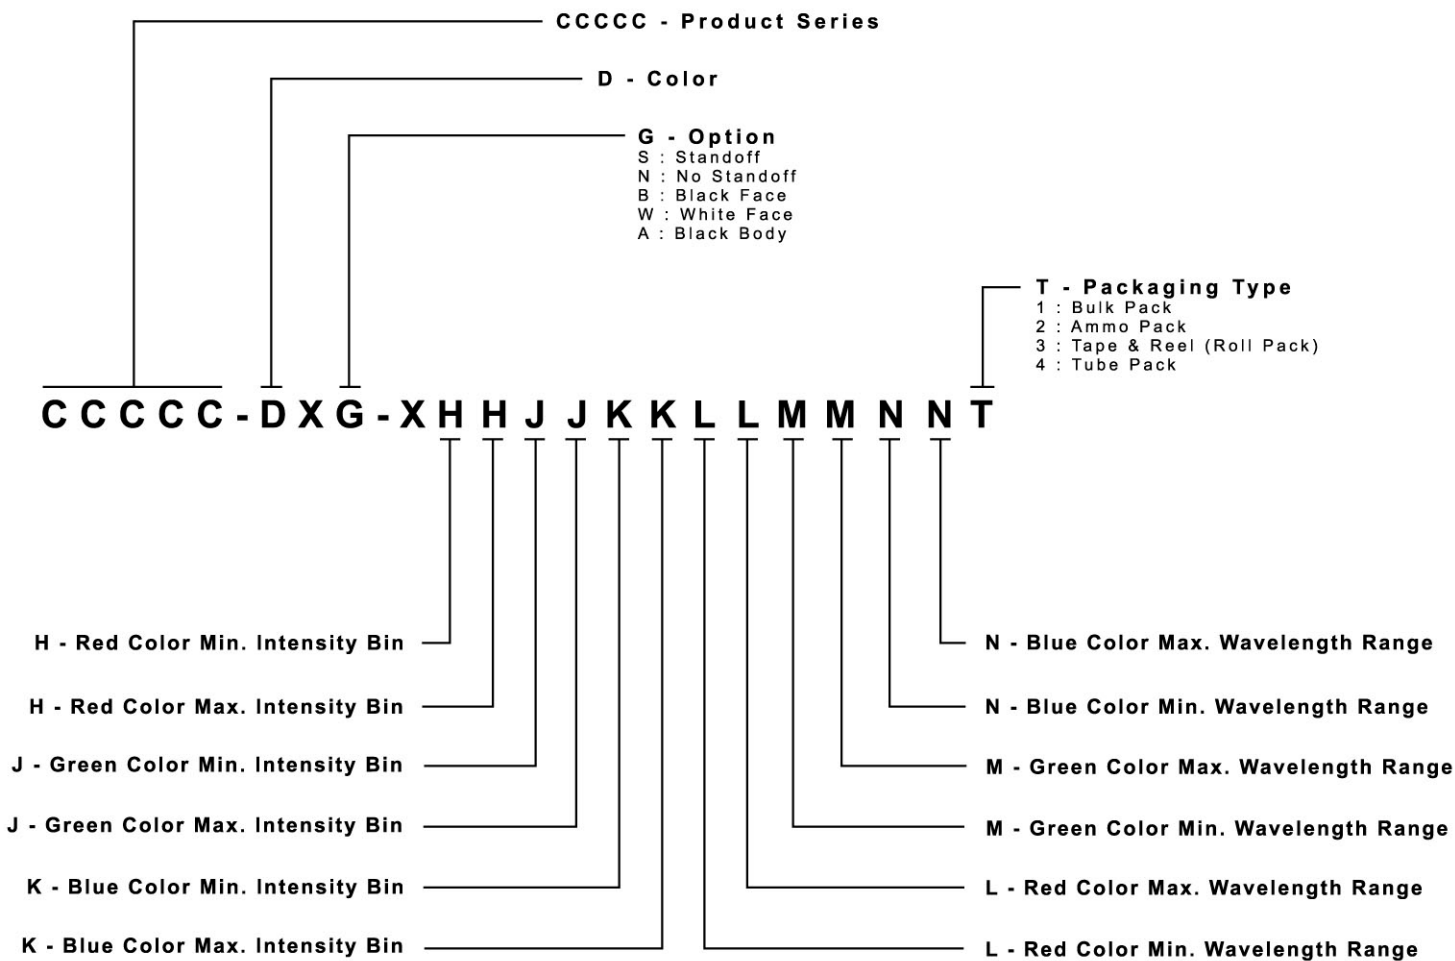 CCCCC - Product Series
D - Color
G - Option
S : Standoff
N : No Standoff
B : Black Face
W : White Face
A : Black Body
T - Packaging Type
1 : Bulk Pack
2 : Ammo Pack
3 : Tape & Reel (Roll Pack)
4 : Tube Pack
C C C C C - D X G - X H H J J K K L L M M N N T
H - Red Color Min. Intensity Bin
N - Blue Color Max. Wavelength Range
H - Red Color Max. Intensity Bin
N - Blue Color Min. Wavelength Range
J - Green Color Min. Intensity Bin
M - Green Color Max. Wavelength Range
J - Green Color Max. Intensity Bin
M - Green Color Min. Wavelength Range
K - Blue Color Min. Intensity Bin
L - Red Color Max. Wavelength Range
K - Blue Color Max. Intensity Bin
L - Red Color Min. Wavelength Range